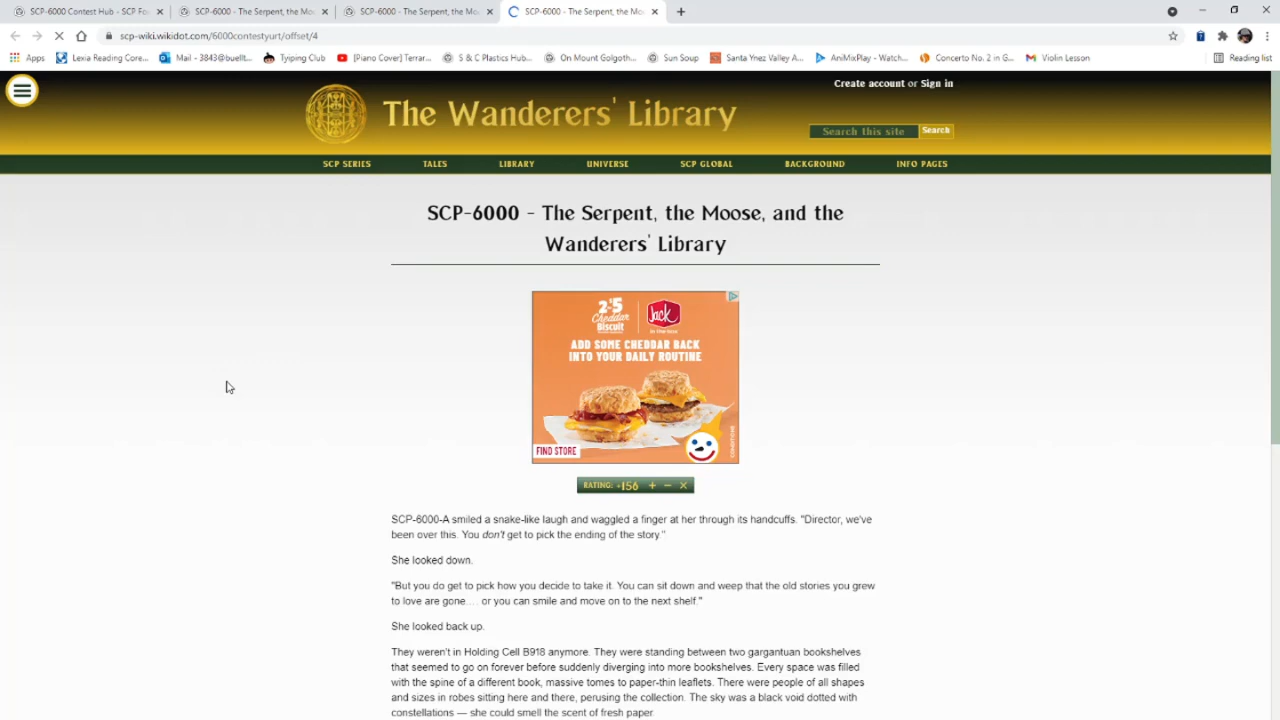 SCP-6000 Contest Hub - SCP Fo
SCP-6000 - The Serpent, the Mo
SCP-6000 - The Serpent, the Mo
SCP-6000 - The Serpent, the Mo
scp-wiki.wikidot.com/6000contestyurt/offset/4
Apps
Lexia Reading Core...
Mail - 3843@buellt...
Tyiping Club
[Piano Cover] Terrar...
S & C Plastics Hub...
On Mount Golgoth...
Sun Soup
Santa Ynez Valley A...
AniMixPlay - Watch...
Concerto No. 2 in G...
Violin Lesson
Reading list
Create account or Sign in
The Wanderers' Library
Search this site
Search
SCP SERIES
TALES
LIBRARY
UNIVERSE
SCP GLOBAL
BACKGROUND
INFO PAGES
SCP-6000 - The Serpent, the Moose, and the
Wanderers' Library
Cheddar
Biscuit
Jack
ADD SOME CHEDDAR BACK
INTO YOUR DAILY ROUTINE
FIND STORE
CONDITIONS
RATING: +156 + − X
SCP-6000-A smiled a snake-like laugh and waggled a finger at her through its handcuffs. "Director, we've
been over this. You don't get to pick the ending of the story."
She looked down.
"But you do get to pick how you decide to take it. You can sit down and weep that the old stories you grew
to love are gone.... or you can smile and move on to the next shelf."
She looked back up.
They weren't in Holding Cell B918 anymore. They were standing between two gargantuan bookshelves
that seemed to go on forever before suddenly diverging into more bookshelves. Every space was filled
with the spine of a different book, massive tomes to paper-thin leaflets. There were people of all shapes
and sizes in robes sitting here and there, perusing the collection. The sky was a black void dotted with
constellations — she could smell the scent of fresh paper.